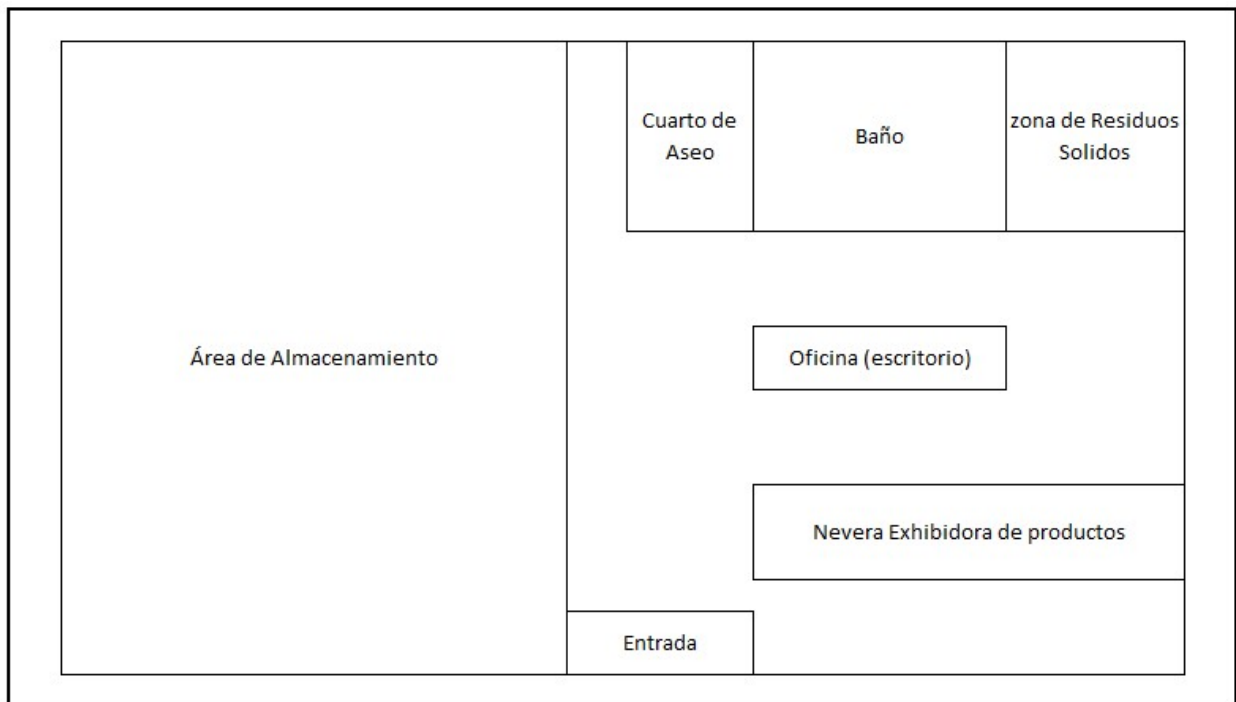 Cuarto de
Aseo
Baño
zona de Residuos
Solidos
Área de Almacenamiento
Oficina (escritorio)
Nevera Exhibidora de productos
Entrada